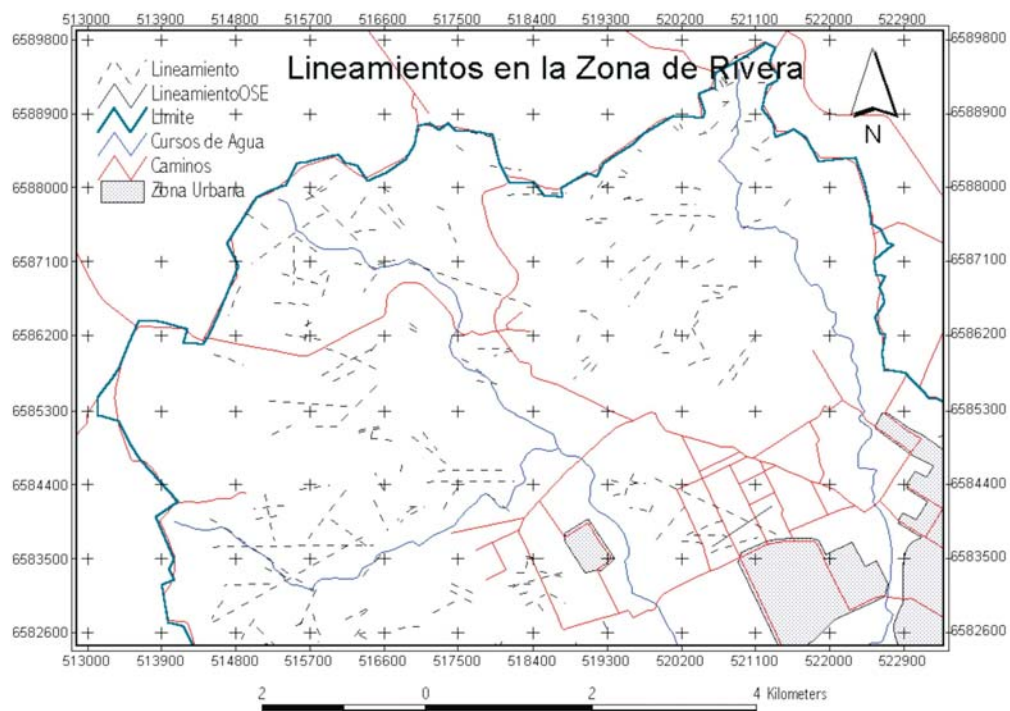 513000 513900 514800 515700 516600 517500 518400 519300 520200 521100 522000 522900
Lineamientos en la Zona de Rivera
Lineamiento
LineamientoOSE
Límite
Cursos de Agua
Caminos
Zona Urbana
N
6589800 6589800
6588900 6588900
6588000 6588000
6587100 6587100
6586200 6586200
6585300 6585300
6584400 6584400
6583500 6583500
6582600 6582600
513000 513900 514800 515700 516600 517500 518400 519300 520200 521100 522000 522900
2 0 2 4 Kilometers